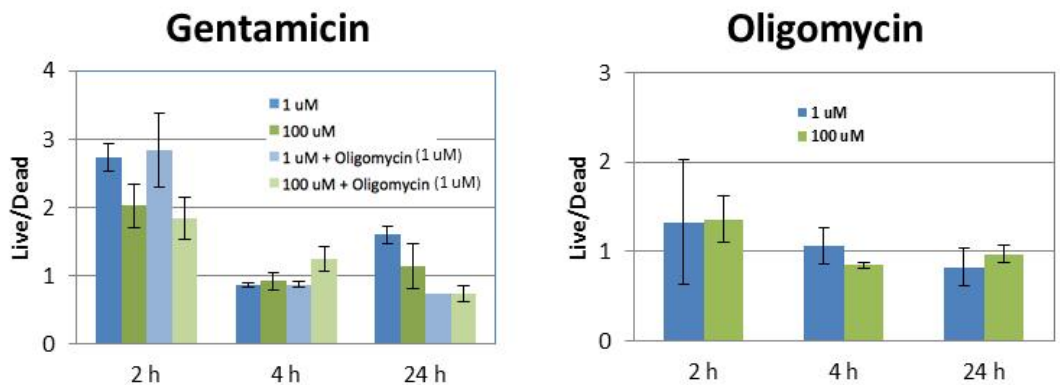 Gentamicin
4
3
2
1
0
Live/Dead
1 uM
100 uM
1 uM + Oligomycin (1 uM)
100 uM + Oligomycin (1 uM)
2 h
4 h
24 h
Oligomycin
3
2
1
0
Live/Dead
1 uM
100 uM
2 h
4 h
24 h